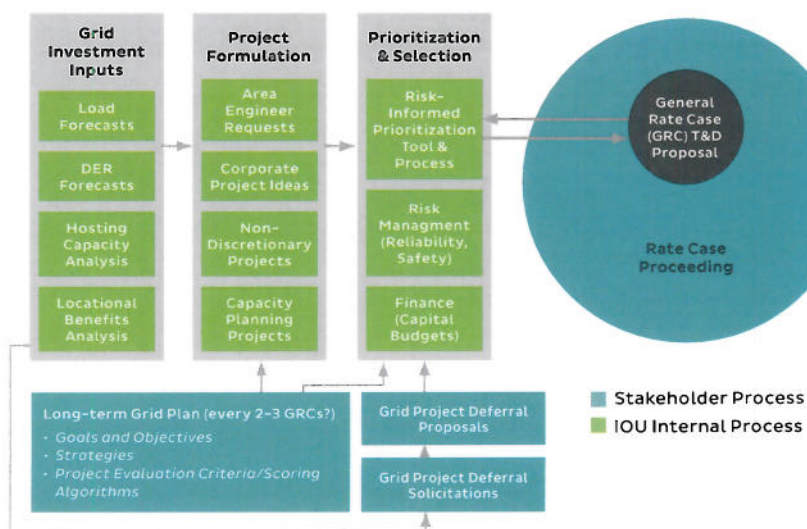 Grid
Investment
Inputs
Load
Forecasts
DER
Forecasts
Hosting
Capacity
Analysis
Locational
Benefits
Analysis
Project
Formulation
Area
Engineer
Requests
Corporate
Project Ideas
Non-
Discretionary
Projects
Capacity
Planning
Projects
Prioritization
& Selection
Risk-
Informed
Prioritization
Tool &
Process
Risk
Managment
(Reliability,
Safety)
Finance
(Capital
Budgets)
General
Rate Case
(GRC) T&D
Proposal
Rate Case
Proceeding
Long-term Grid Plan (every 2–3 GRCs?)
• Goals and Objectives
• Strategies
• Project Evaluation Criteria/Scoring
Algorithms
Grid Project Deferral
Proposals
Grid Project Deferral
Solicitations
Stakeholder Process
IOU Internal Process